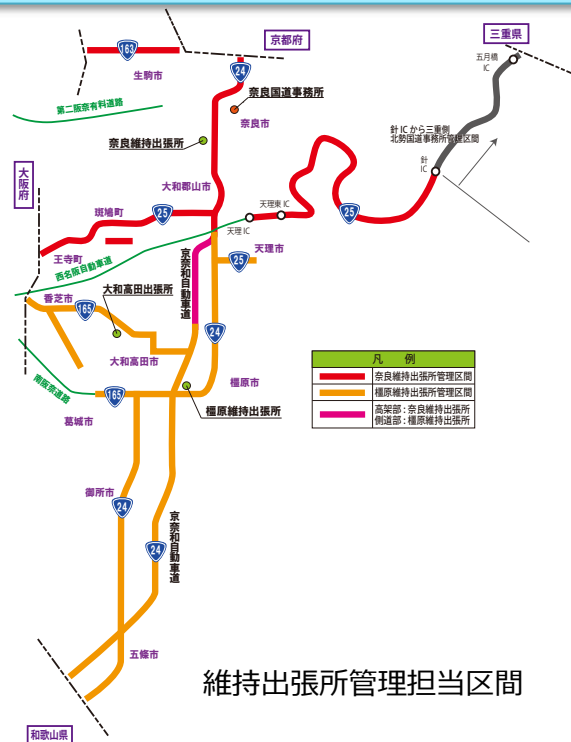 京都府
三重県
163
生駒市
24
奈良国道事務所
奈良市
五月橋
IC
第二阪奈有料道路
奈良維持出張所
針ICから三重側
北勢国道事務所管理区間
針
IC
大阪府
大和郡山市
斑鳩町
25
天理東IC
天理IC
25
王寺町
西名阪自動車道
京奈和自動車道
天理市
25
香芝市
大和高田出張所
165
24
大和高田市
南阪奈道路
165
橿原市
橿原維持出張所
葛城市
凡 例
奈良維持出張所管理区間
橿原維持出張所管理区間
高架部：奈良維持出張所
側道部：橿原維持出張所
御所市
24
京奈和自動車道
24
五條市
維持出張所管理担当区間
和歌山県